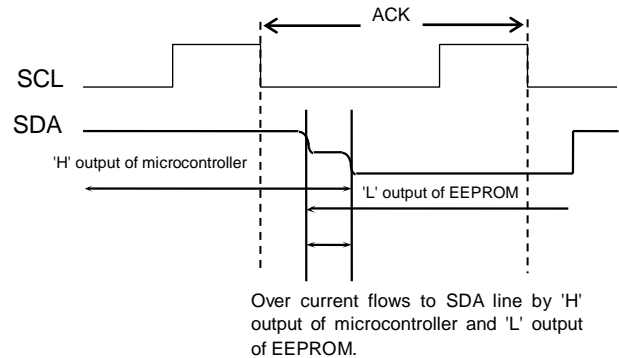 ACK
SCL
SDA
'H' output of microcontroller
'L' output of EEPROM
Over current flows to SDA line by 'H'
output of microcontroller and 'L' output
of EEPROM.